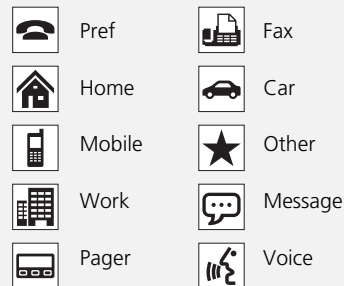 Pref
Fax
Home
Car
Mobile
Other
Work
Message
Pager
Voice